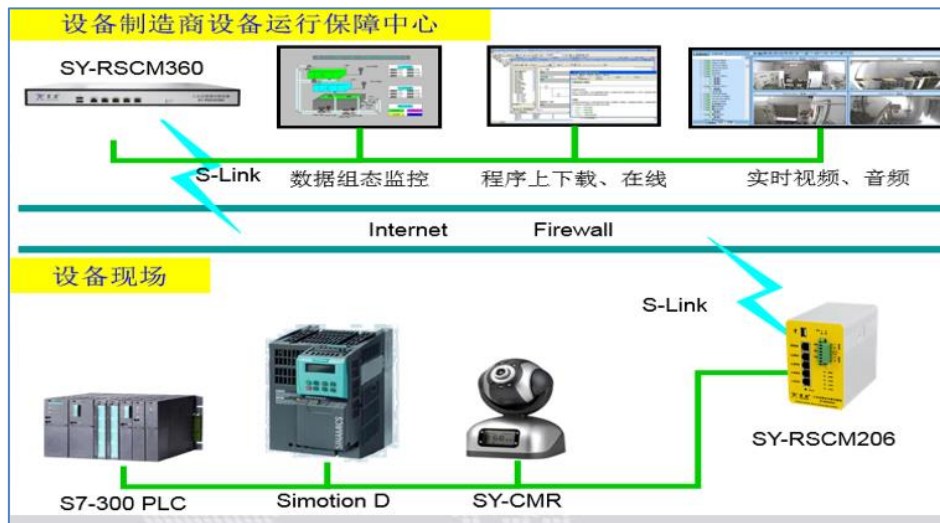 设备制造商设备运行保障中心
SY-RSCM360
S-Link
数据组态监控
程序上下载、在线
实时视频、音频
Internet
Firewall
设备现场
S-Link
SINAMICS
SY-RSCM206
S7-300 PLC
Simotion D
SY-CMR